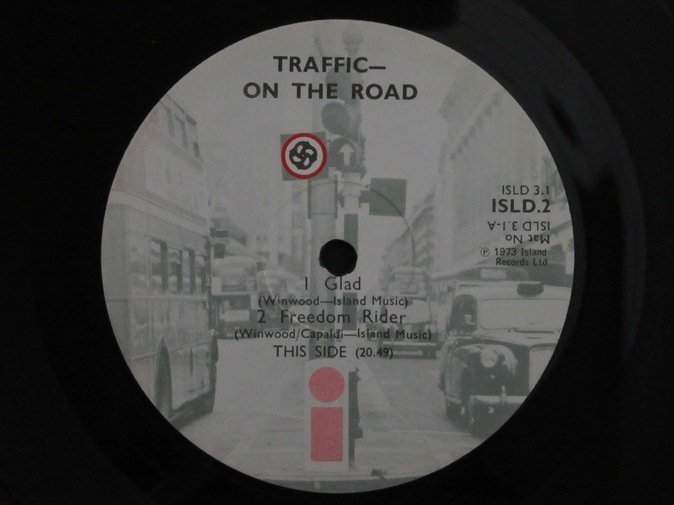 TRAFFIC—
ON THE ROAD
ISLD 3.1
ISLD.2
Mat No
ISLD 3.1-A
℗ 1973 Island
Records Ltd
1 Glad
(Winwood—Island Music)
2 Freedom Rider
(Winwood/Capaldi—Island Music)
THIS SIDE (20.49)
i